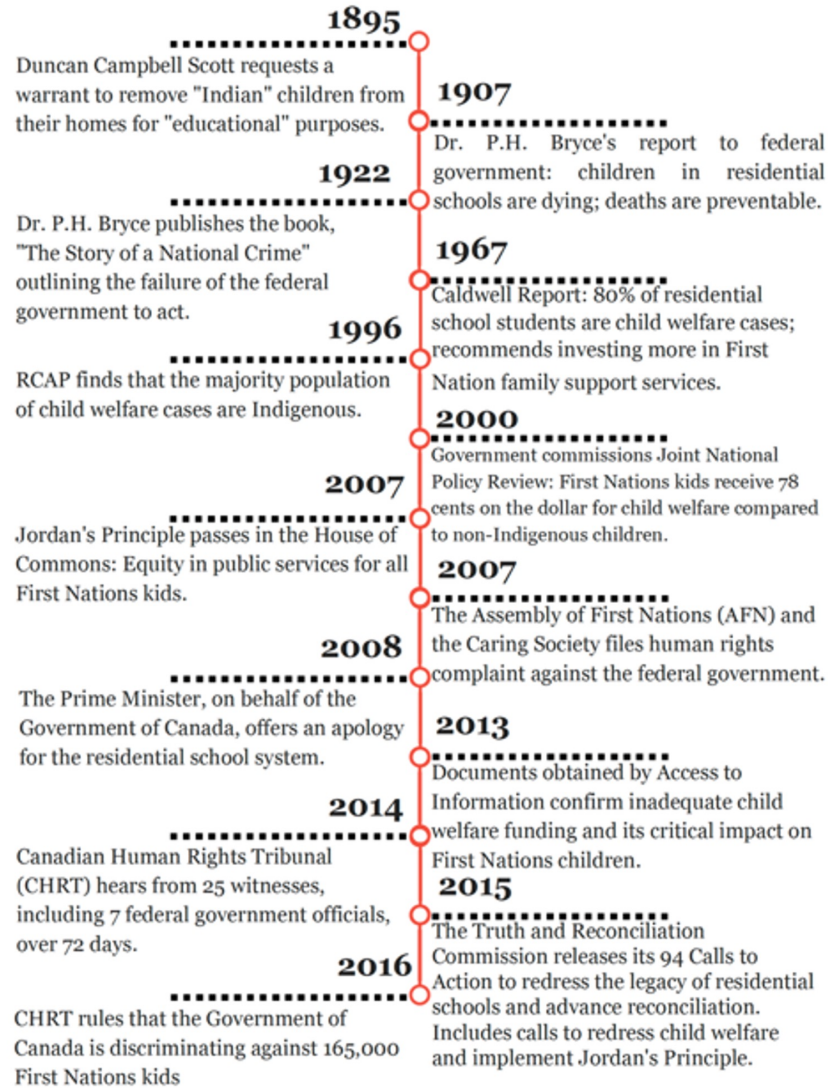 1895
Duncan Campbell Scott requests a
warrant to remove "Indian" children from
their homes for "educational" purposes.
1907
Dr. P.H. Bryce's report to federal
government: children in residential
schools are dying; deaths are preventable.
1922
Dr. P.H. Bryce publishes the book,
"The Story of a National Crime"
outlining the failure of the federal
government to act.
1967
Caldwell Report: 80% of residential
school students are child welfare cases;
recommends investing more in First
Nation family support services.
1996
RCAP finds that the majority population
of child welfare cases are Indigenous.
2000
Government commissions Joint National
Policy Review: First Nations kids receive 78
cents on the dollar for child welfare compared
to non-Indigenous children.
2007
Jordan's Principle passes in the House of
Commons: Equity in public services for all
First Nations kids.
2007
The Assembly of First Nations (AFN) and
the Caring Society files human rights
complaint against the federal government.
2008
The Prime Minister, on behalf of the
Government of Canada, offers an apology
for the residential school system.
2013
Documents obtained by Access to
Information confirm inadequate child
welfare funding and its critical impact on
First Nations children.
2014
Canadian Human Rights Tribunal
(CHRT) hears from 25 witnesses,
including 7 federal government officials,
over 72 days.
2015
The Truth and Reconciliation
Commission releases its 94 Calls to
Action to redress the legacy of residential
schools and advance reconciliation.
Includes calls to redress child welfare
and implement Jordan's Principle.
2016
CHRT rules that the Government of
Canada is discriminating against 165,000
First Nations kids